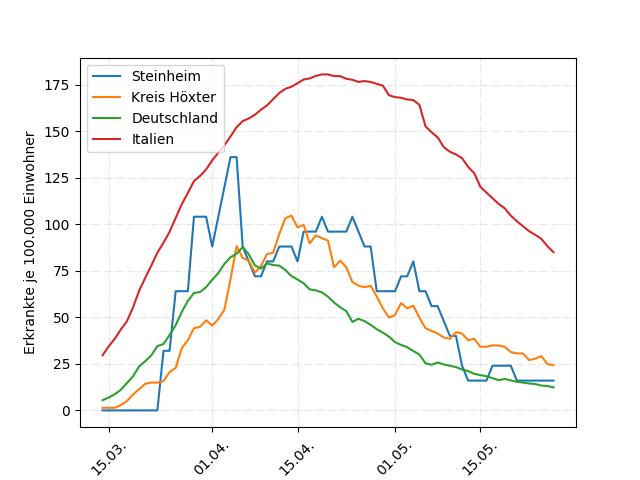 Steinheim
Kreis Höxter
Deutschland
Italien
Erkrankte je 100.000 Einwohner
175
150
125
100
75
50
25
0
15.03.
01.04.
15.04.
01.05.
15.05.